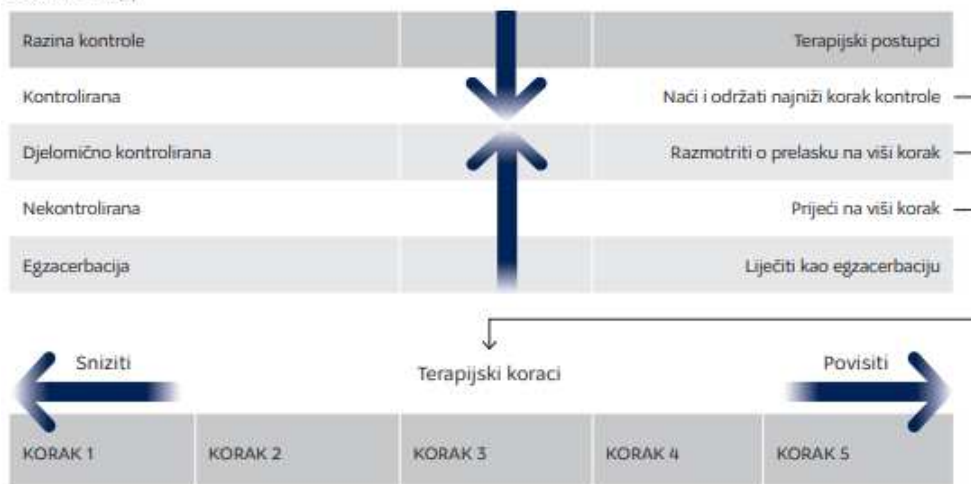 Razina kontrole Terapijski postupci
Kontrolirana Naći i održati najniži korak kontrole
Djelomično kontrolirana Razmotriti o prelasku na viši korak
Nekontrolirana Prijeći na viši korak
Egzacerbacija Liječiti kao egzacerbaciju
Sniziti Terapijski koraci Povisiti
KORAK 1 KORAK 2 KORAK 3 KORAK 4 KORAK 5